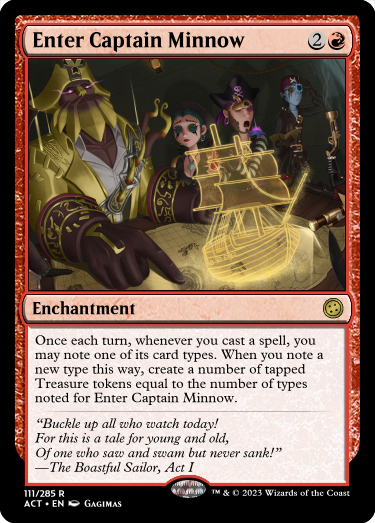 Enter Captain Minnow 2
Enchantment
Once each turn, whenever you cast a spell, you
may note one of its card types. When you note a
new type this way, create a number of tapped
Treasure tokens equal to the number of types
noted for Enter Captain Minnow.
“Buckle up all who watch today!
For this is a tale for young and old,
Of one who saw and swam but never sank!”
—The Boastful Sailor, Act I
111/285 R
ACT • EN Gagimas ™ & © 2023 Wizards of the Coast